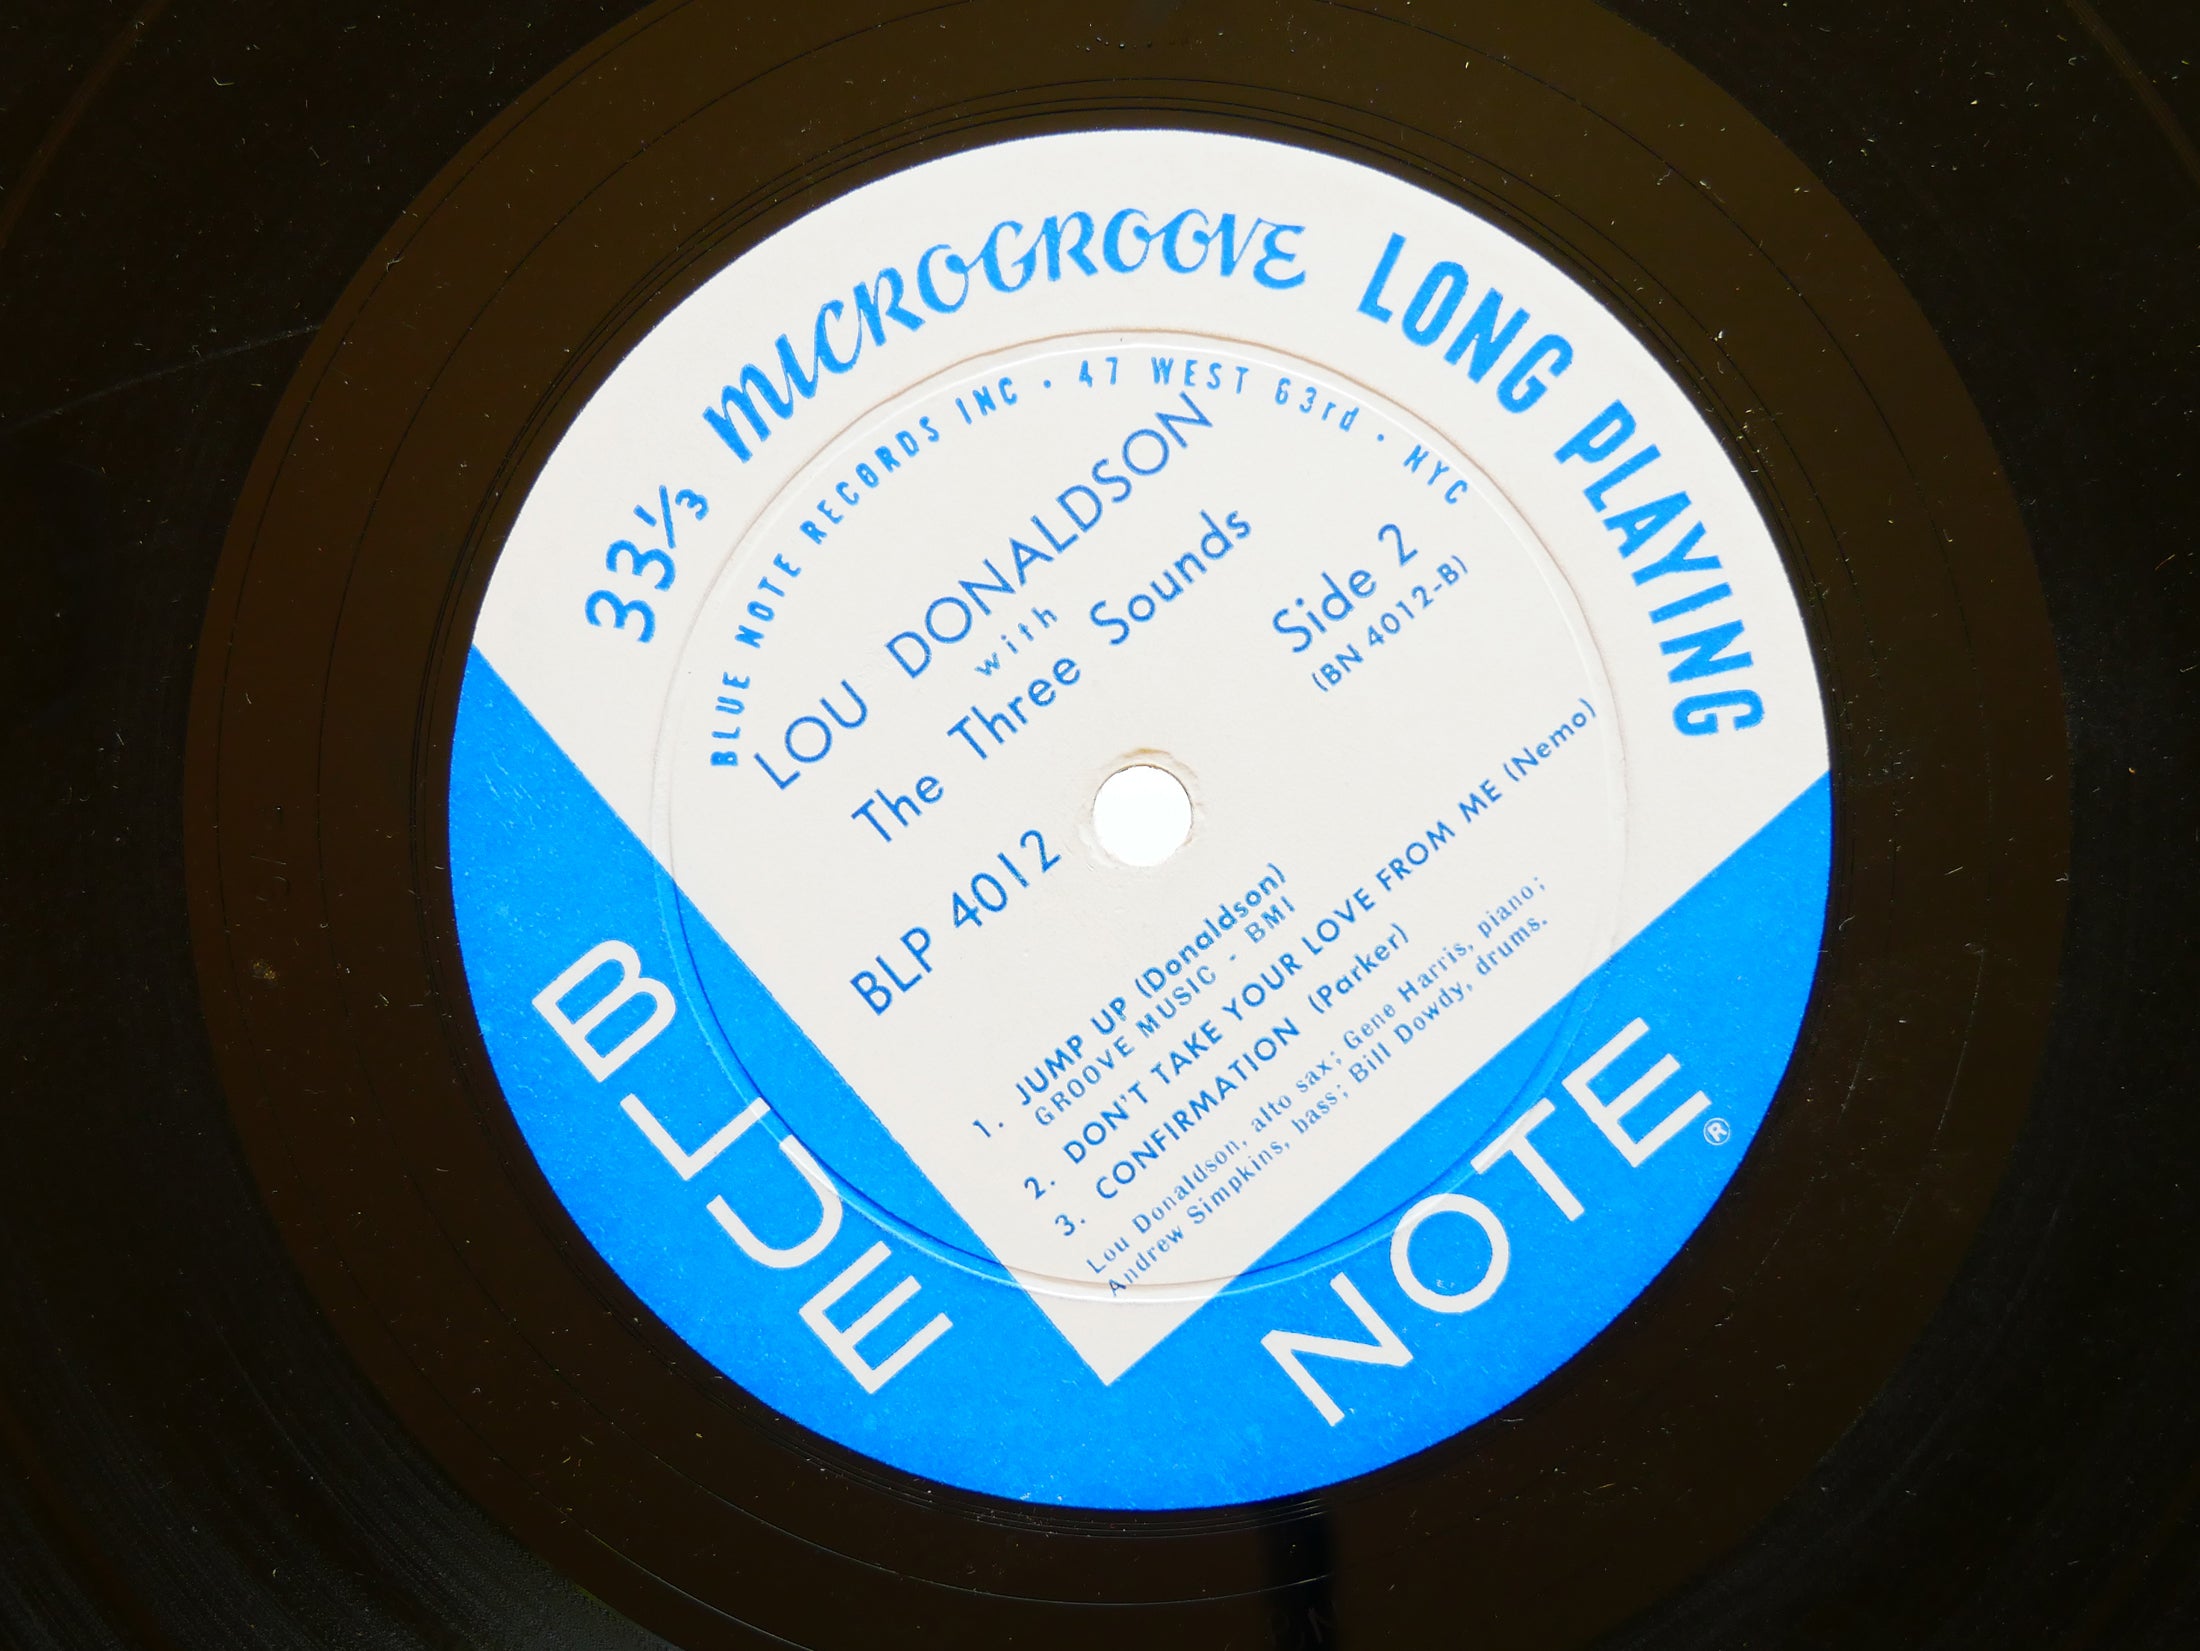 33⅓ MICROGROOVE LONG PLAYING
BLUE NOTE RECORDS INC · 47 WEST 63rd · NYC
LOU DONALDSON
with
The Three Sounds
Side 2
(BN 4012-B)
BLP 4012
1. JUMP UP (Donaldson)
GROOVE MUSIC - BMI
2. DON'T TAKE YOUR LOVE FROM ME (Nemo)
3. CONFIRMATION (Parker)
Lou Donaldson, alto sax; Gene Harris, piano;
Andrew Simpkins, bass; Bill Dowdy, drums.
BLUE NOTE®